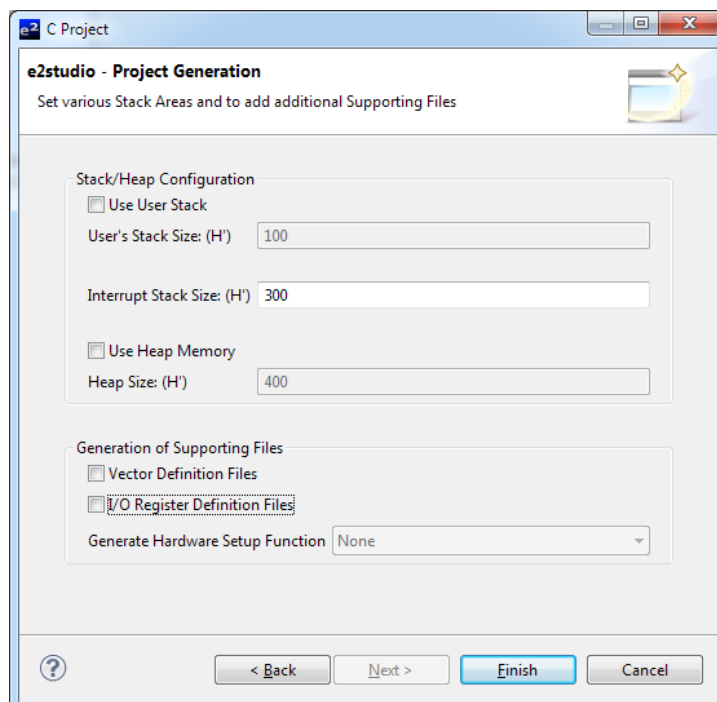 e² C Project
e2studio - Project Generation
Set various Stack Areas and to add additional Supporting Files
Stack/Heap Configuration
Use User Stack
User's Stack Size: (H') 100
Interrupt Stack Size: (H') 300
Use Heap Memory
Heap Size: (H') 400
Generation of Supporting Files
Vector Definition Files
I/O Register Definition Files
Generate Hardware Setup Function None
? < Back Next > Finish Cancel